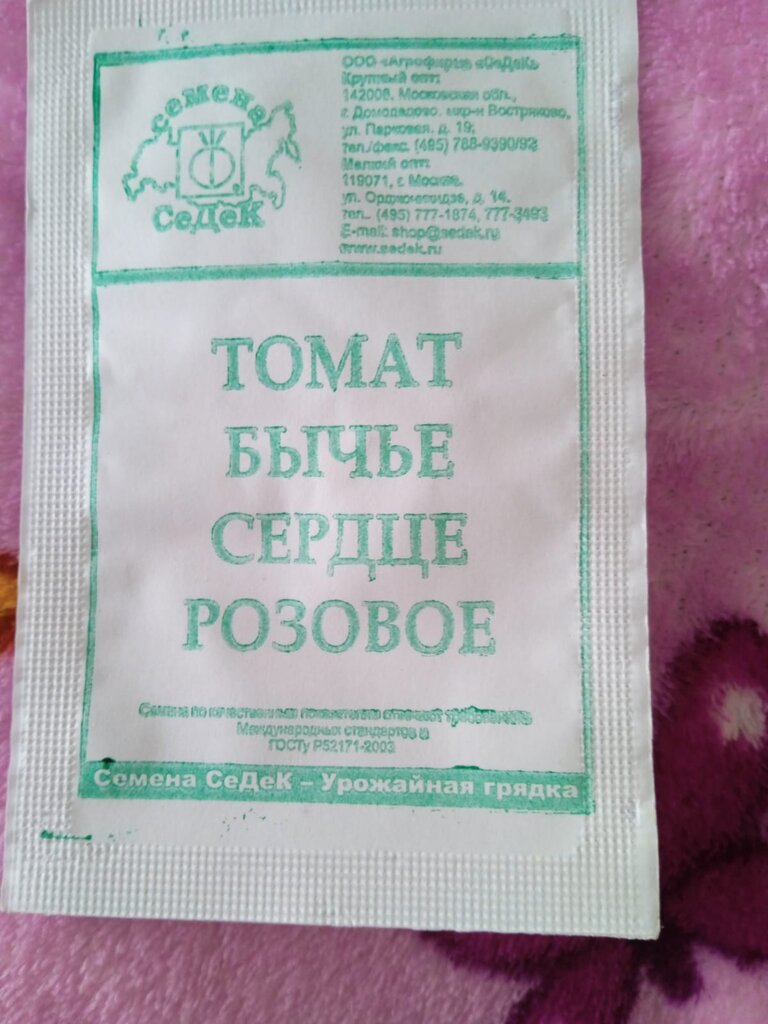 семена
СеДеК
ООО «Агрофирма «СеДеК»
Крупный опт:
142006, Московская обл.,
г. Домодедово, мкр-н Востряково,
ул. Парковая, д. 19;
тел./факс. (495) 788-9390/92
Мелкий опт:
119071, г. Москва,
ул. Орджоникидзе, д. 14,
тел.. (495) 777-1874, 777-3493
E-mail: shop@sedek.ru
www.sedek.ru
ТОМАТ
БЫЧЬЕ
СЕРДЦЕ
РОЗОВОЕ
Семена по качественным показателям отвечают требованиям
Международных стандартов и
ГОСТу Р52171-2003
Семена СеДеК – Урожайная грядка